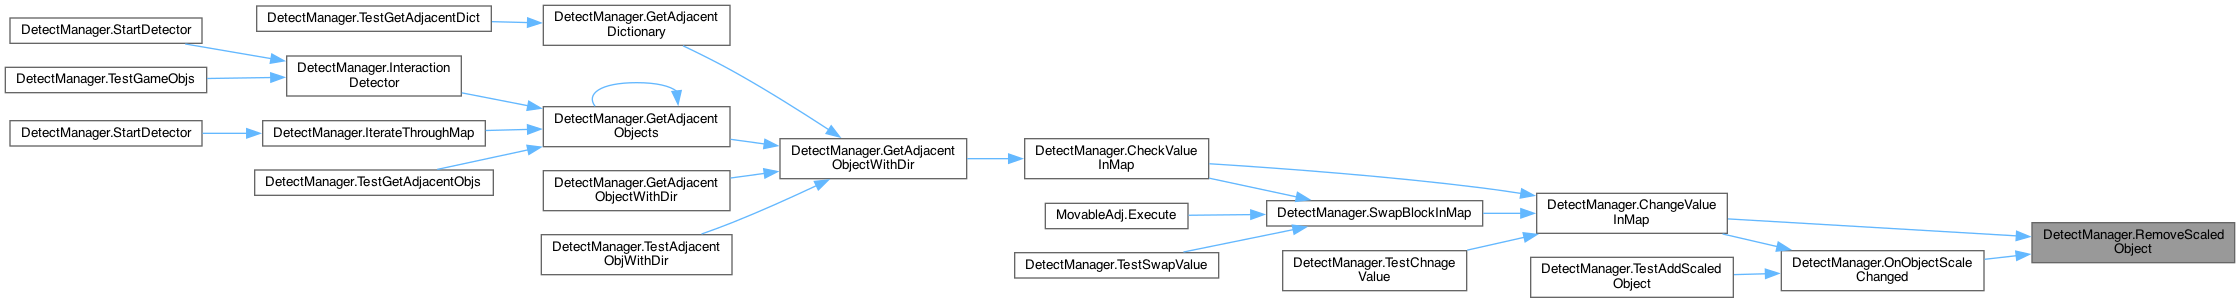 DetectManager.StartDetector
DetectManager.TestGameObjs
DetectManager.StartDetector
DetectManager.TestGetAdjacentDict
DetectManager.Interaction
Detector
DetectManager.IterateThroughMap
DetectManager.TestGetAdjacentObjs
DetectManager.GetAdjacent
Dictionary
DetectManager.GetAdjacent
Objects
DetectManager.GetAdjacent
ObjectWithDir
DetectManager.TestAdjacent
ObjWithDir
DetectManager.GetAdjacent
ObjectWithDir
DetectManager.CheckValue
InMap
MovableAdj.Execute
DetectManager.TestSwapValue
DetectManager.SwapBlockInMap
DetectManager.TestChnage
Value
DetectManager.ChangeValue
InMap
DetectManager.TestAddScaled
Object
DetectManager.OnObjectScale
Changed
DetectManager.RemoveScaled
Object